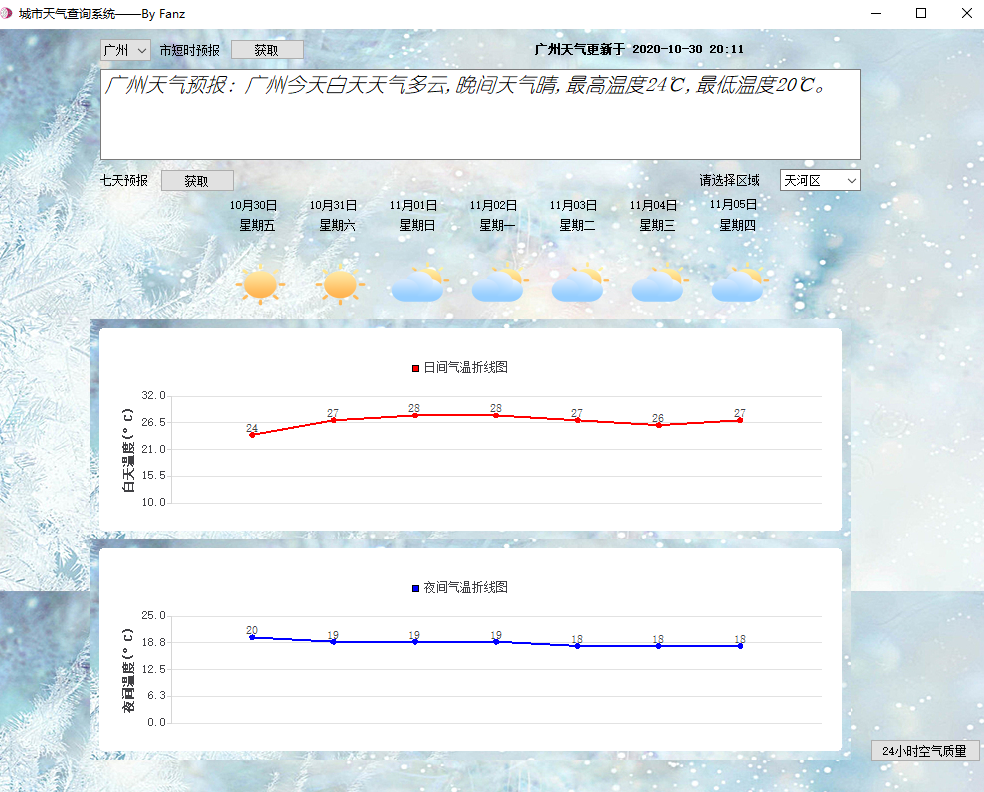 城市天气查询系统——By Fanz
广州 市短时预报 获取 广州天气更新于 2020-10-30 20:11
广州天气预报：广州今天白天天气多云,晚间天气晴,最高温度24℃,最低温度20℃。
七天预报 获取 请选择区域 天河区
10月30日 10月31日 11月01日 11月02日 11月03日 11月04日 11月05日
星期五 星期六 星期日 星期一 星期二 星期三 星期四
日间气温折线图
白天温度(°C)
32.0
26.5
21.0
15.5
10.0
24 27 28 28 27 26 27
夜间气温折线图
夜间温度(°C)
25.0
18.8
12.5
6.3
0.0
20 19 19 19 18 18 18
24小时空气质量